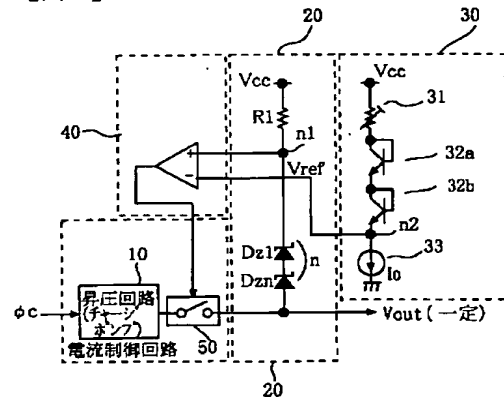 20
30
Vcc
Vcc
R1
31
40
n1
32a
Vref
32b
n2
Dz1
n
Dzn
33
Io
10
昇圧回路
(チャージ
ポンプ)
φc
50
Vout(一定)
電流制御回路
20